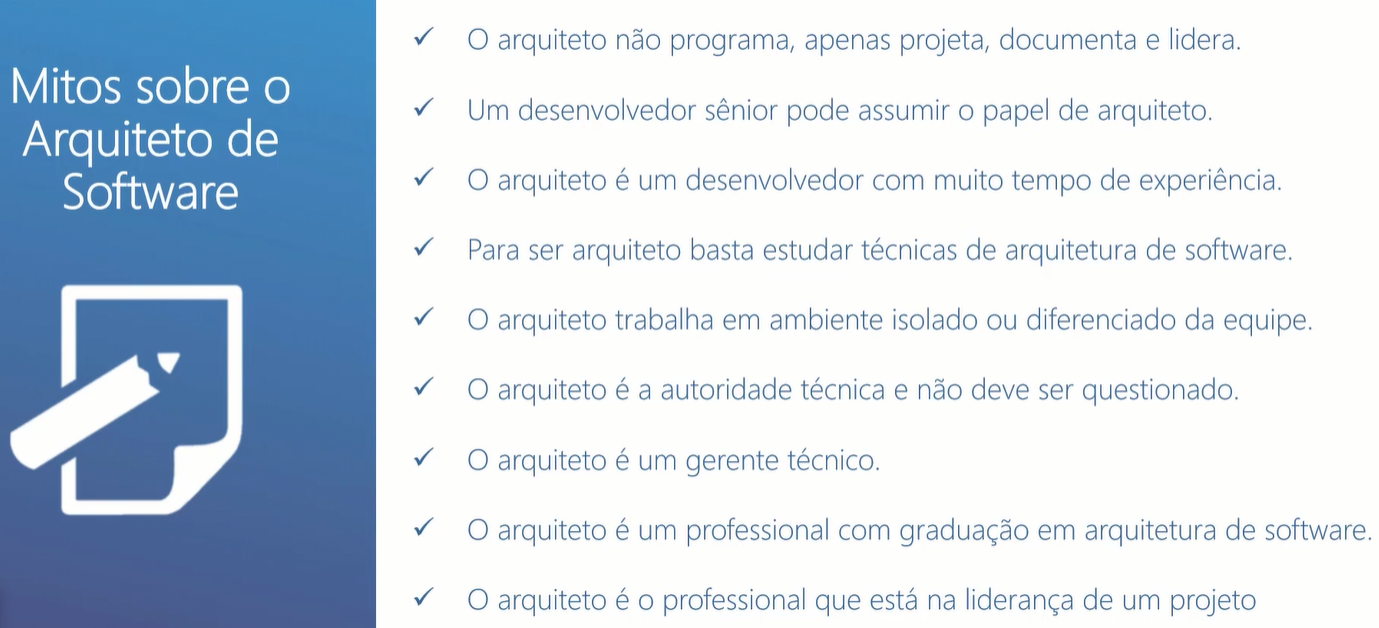 Mitos sobre o
Arquiteto de
Software
O arquiteto não programa, apenas projeta, documenta e lidera.
Um desenvolvedor sênior pode assumir o papel de arquiteto.
O arquiteto é um desenvolvedor com muito tempo de experiência.
Para ser arquiteto basta estudar técnicas de arquitetura de software.
O arquiteto trabalha em ambiente isolado ou diferenciado da equipe.
O arquiteto é a autoridade técnica e não deve ser questionado.
O arquiteto é um gerente técnico.
O arquiteto é um professional com graduação em arquitetura de software.
O arquiteto é o professional que está na liderança de um projeto